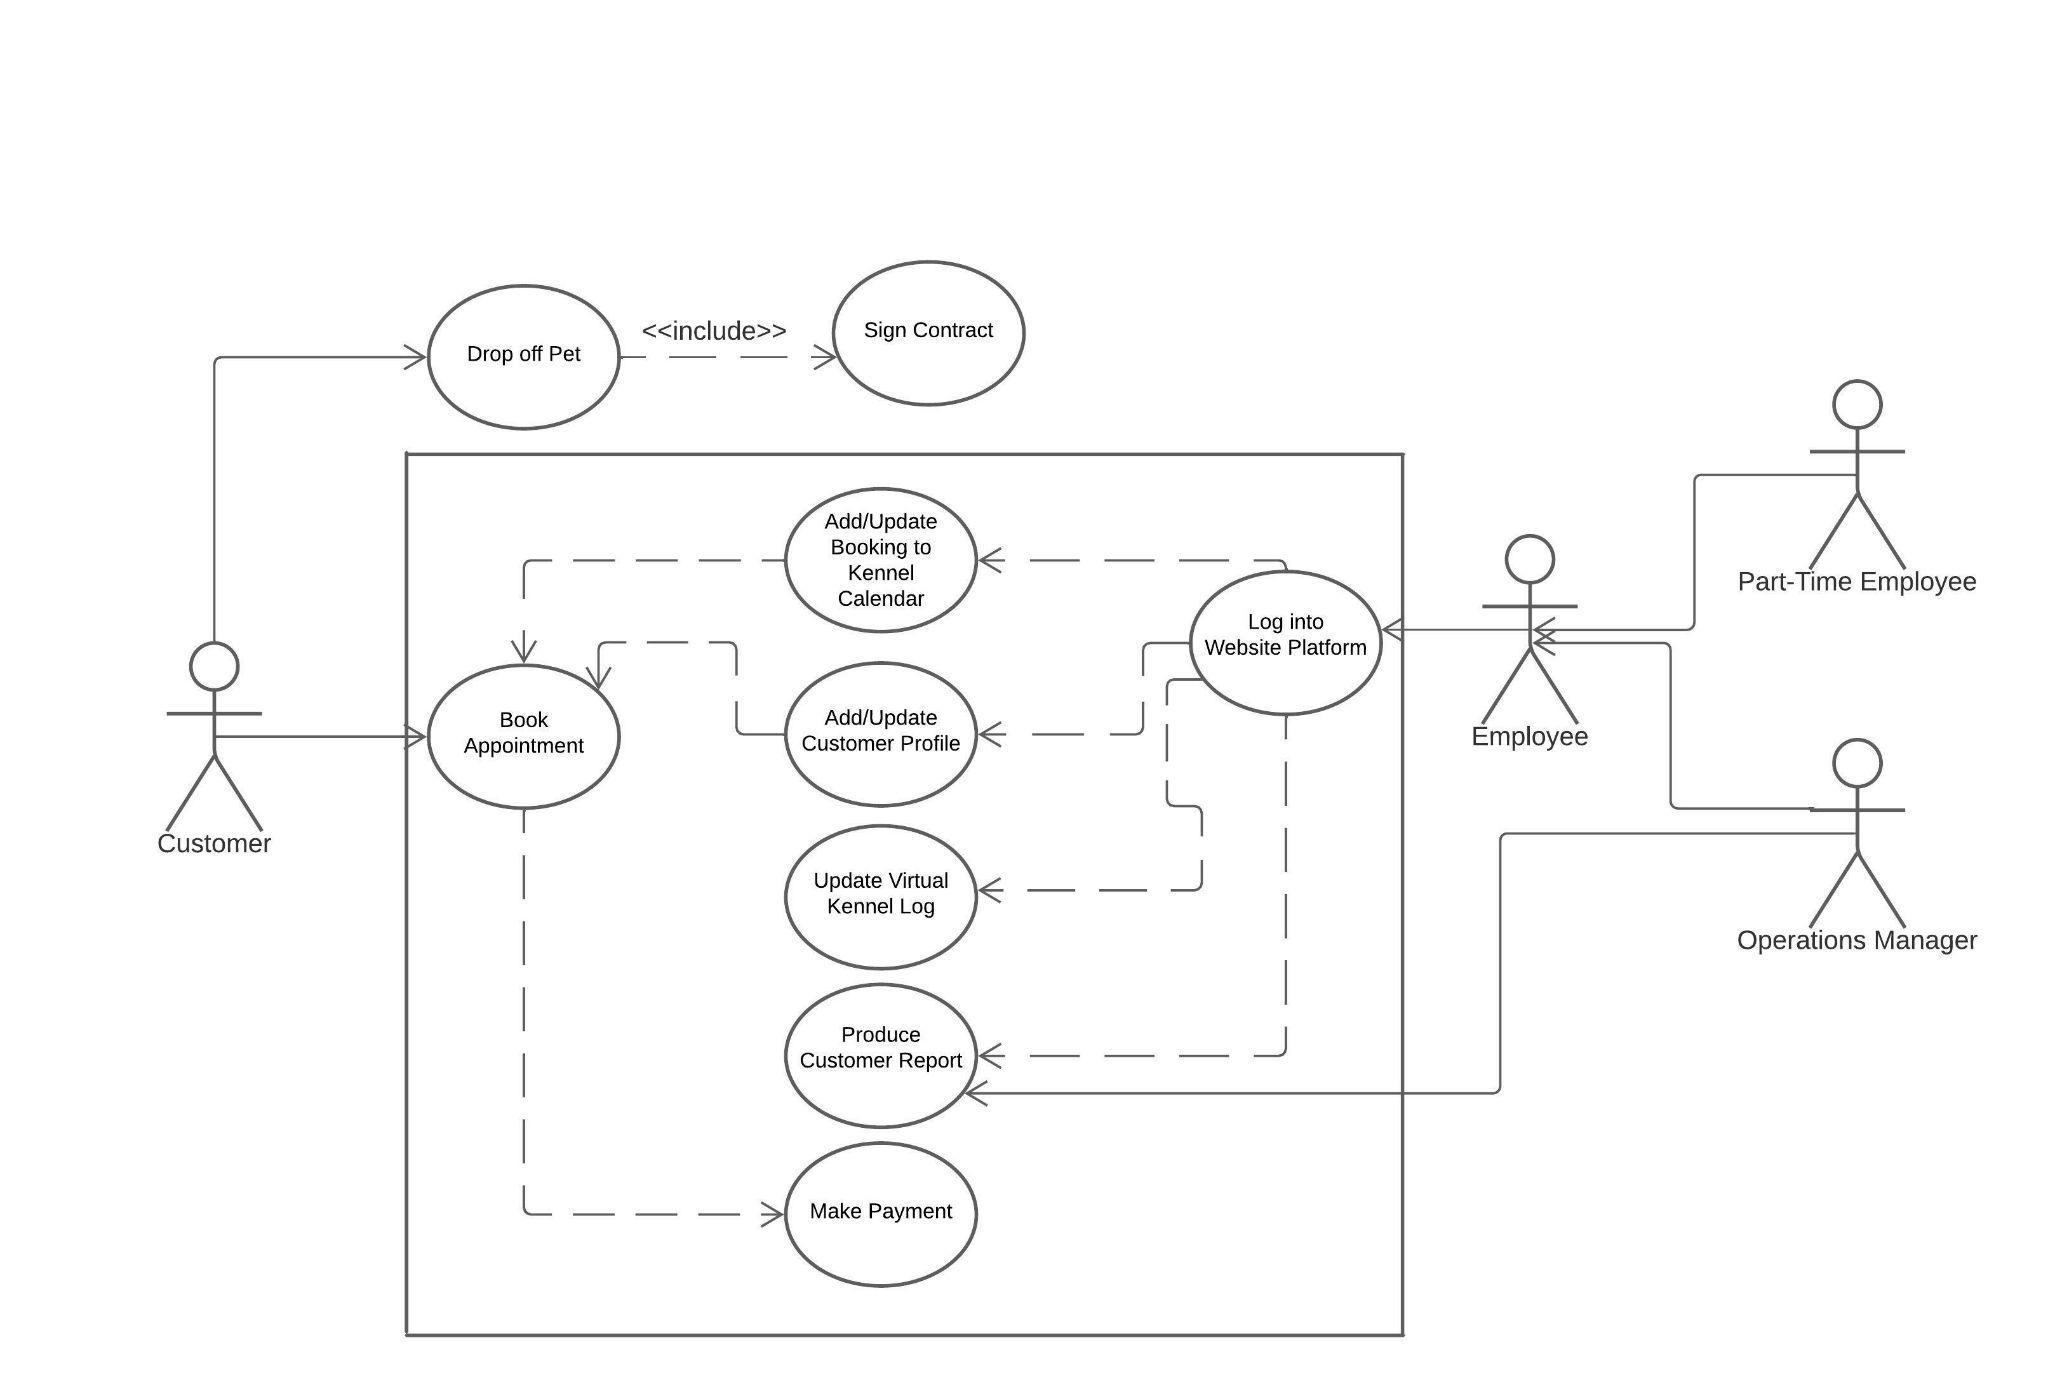 Sign Contract
<<include>>
Drop off Pet
Add/Update
Booking to
Kennel
Calendar
Part-Time Employee
Log into
Website Platform
Book
Appointment
Add/Update
Customer Profile
Employee
Customer
Update Virtual
Kennel Log
Operations Manager
Produce
Customer Report
Make Payment